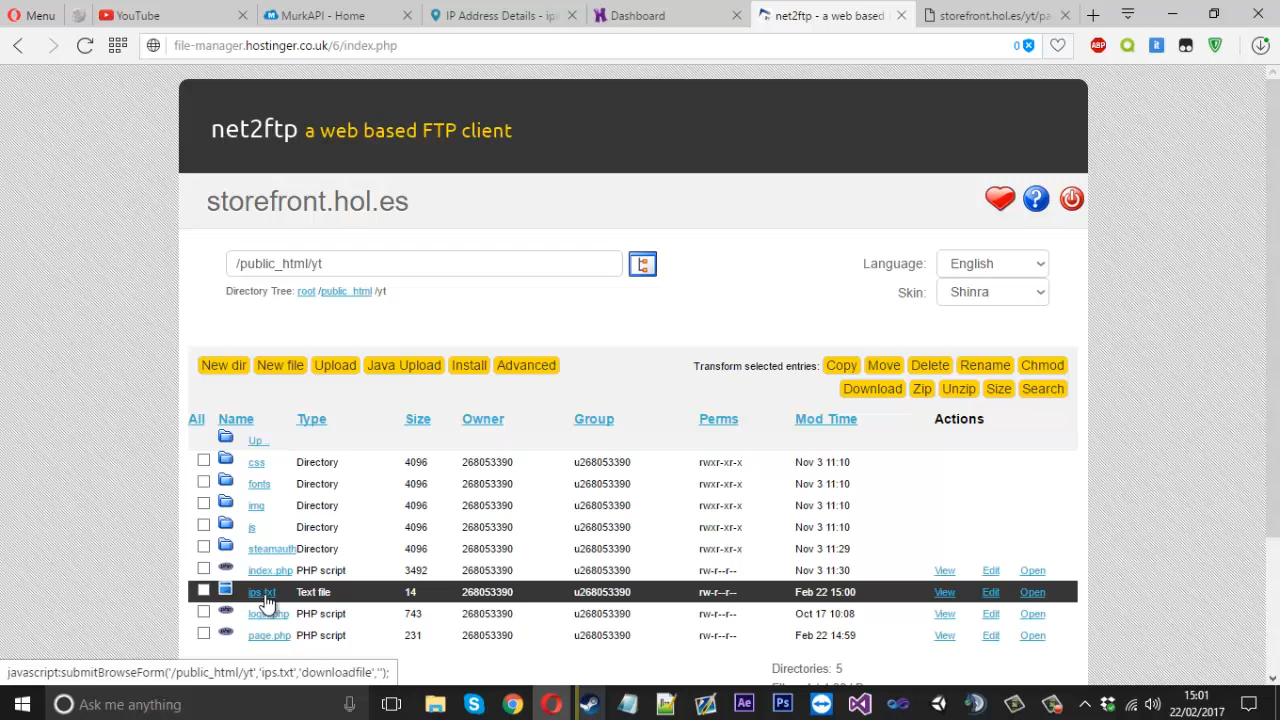 Menu YouTube MurkAPI - Home IP Address Details - ip Dashboard net2ftp - a web based storefront.hol.es/yt/pa
file-manager.hostinger.co.uk/6/index.php 0 ABP it
net2ftp a web based FTP client
storefront.hol.es
/public_html/yt Language: English
Directory Tree: root /public_html /yt Skin: Shinra
New dir New file Upload Java Upload Install Advanced Transform selected entries: Copy Move Delete Rename Chmod
Download Zip Unzip Size Search
All Name Type Size Owner Group Perms Mod Time Actions
Up ..
css Directory 4096 268053390 u268053390 rwxr-xr-x Nov 3 11:10
fonts Directory 4096 268053390 u268053390 rwxr-xr-x Nov 3 11:10
img Directory 4096 268053390 u268053390 rwxr-xr-x Nov 3 11:10
js Directory 4096 268053390 u268053390 rwxr-xr-x Nov 3 11:10
steamauth Directory 4096 268053390 u268053390 rwxr-xr-x Nov 3 11:29
index.php PHP script 3492 268053390 u268053390 rw-r--r-- Nov 3 11:30 View Edit Open
ips.txt Text file 14 268053390 u268053390 rw-r--r-- Feb 22 15:00 View Edit Open
PHP script 743 268053390 u268053390 rw-r--r-- Oct 17 10:08 View Edit Open
page.php PHP script 231 268053390 u268053390 rw-r--r-- Feb 22 14:59 View Edit Open
javascript:submitBrowseForm('/public_html/yt','ips.txt','downloadfile',''); Directories: 5
Ask me anything Ae Ps 15:01
22/02/2017